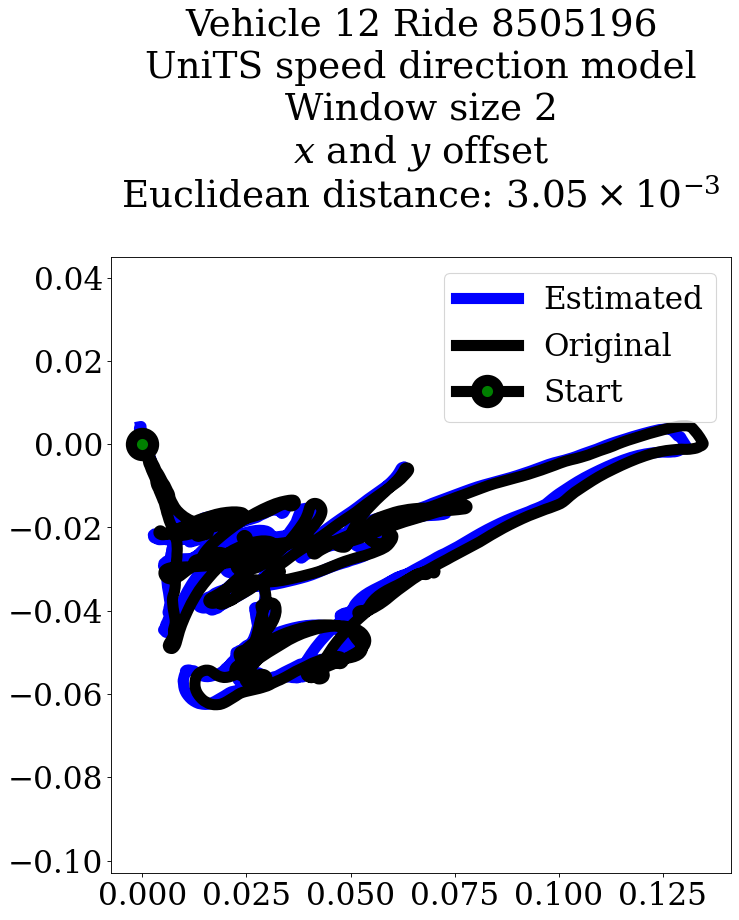 Vehicle 12 Ride 8505196
UniTS speed direction model
Window size 2
x and y offset
Euclidean distance: 3.05 × 10⁻³
Estimated
Original
Start
0.04
0.02
0.00
−0.02
−0.04
−0.06
−0.08
−0.10
0.000 0.025 0.050 0.075 0.100 0.125